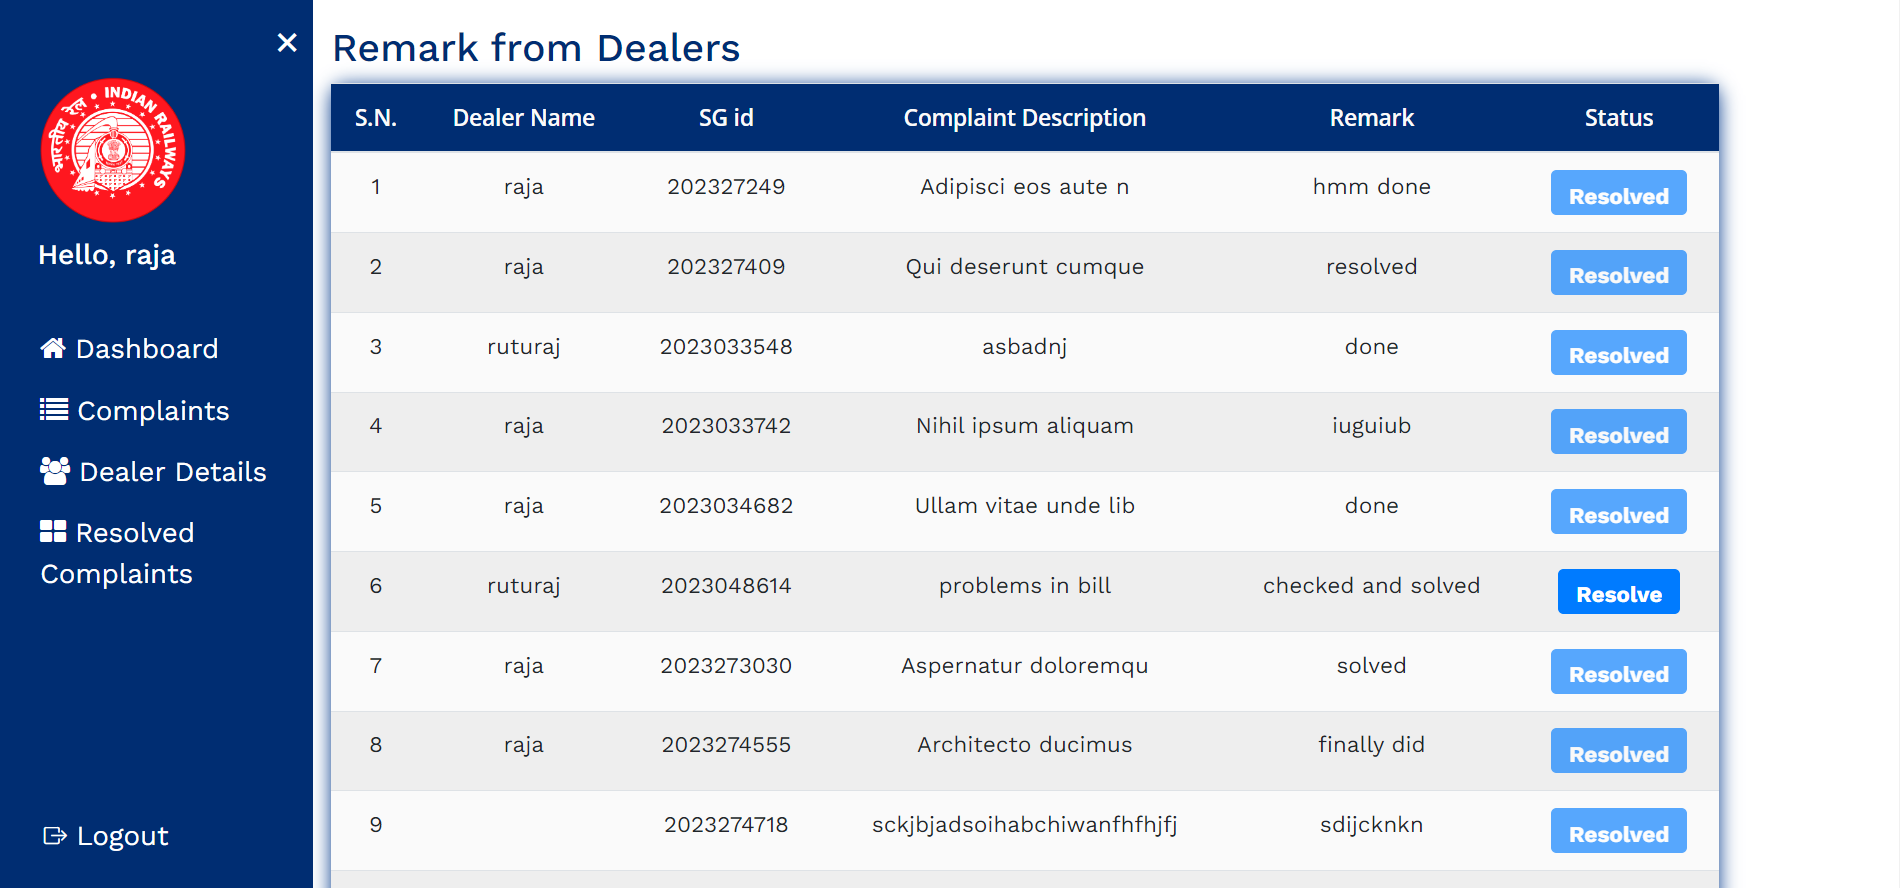 ×
INDIAN RAILWAYS
भारतीय रेल
Hello, raja
Dashboard
Complaints
Dealer Details
Resolved
Complaints
Logout
Remark from Dealers
S.N. Dealer Name SG id Complaint Description Remark Status
1 raja 202327249 Adipisci eos aute n hmm done Resolved
2 raja 202327409 Qui deserunt cumque resolved Resolved
3 ruturaj 2023033548 asbadnj done Resolved
4 raja 2023033742 Nihil ipsum aliquam iuguiub Resolved
5 raja 2023034682 Ullam vitae unde lib done Resolved
6 ruturaj 2023048614 problems in bill checked and solved Resolve
7 raja 2023273030 Aspernatur doloremqu solved Resolved
8 raja 2023274555 Architecto ducimus finally did Resolved
9 2023274718 sckjbjadsoihabchiwanfhfhjfj sdijcknkn Resolved